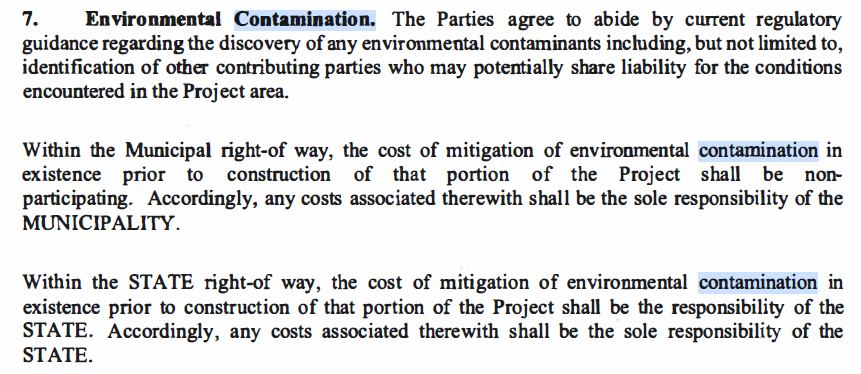 7. Environmental Contamination. The Parties agree to abide by current regulatory
guidance regarding the discovery of any environmental contaminants including, but not limited to,
identification of other contributing parties who may potentially share liability for the conditions
encountered in the Project area.
Within the Municipal right-of way, the cost of mitigation of environmental contamination in
existence prior to construction of that portion of the Project shall be non-
participating. Accordingly, any costs associated therewith shall be the sole responsibility of the
MUNICIPALITY.
Within the STATE right-of way, the cost of mitigation of environmental contamination in
existence prior to construction of that portion of the Project shall be the responsibility of the
STATE. Accordingly, any costs associated therewith shall be the sole responsibility of the
STATE.